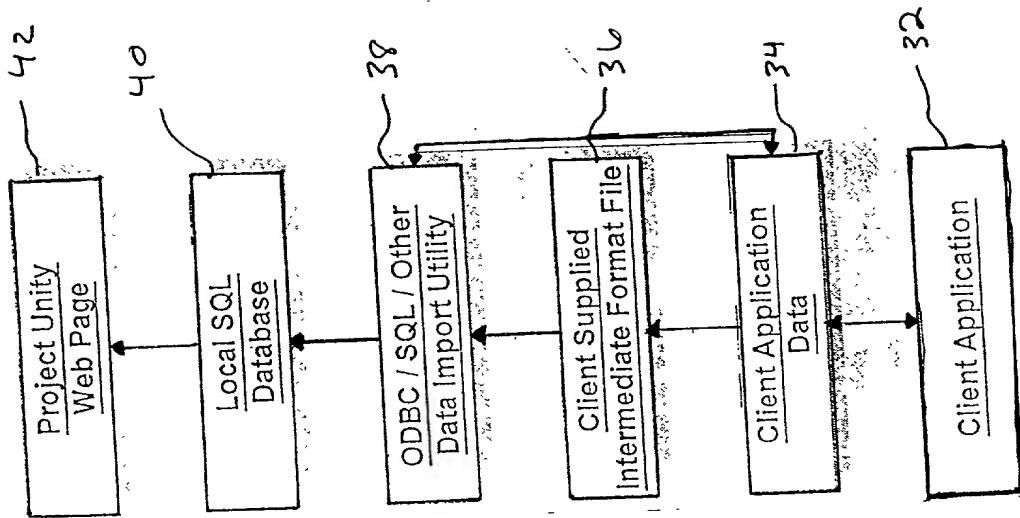 42
Project Unity
Web Page
40
Local SQL
Database
38
ODBC / SQL / Other
Data Import Utility
36
Client Supplied
Intermediate Format File
34
Client Application
Data
32
Client Application